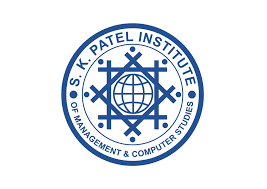 S. K. PATEL INSTITUTE
OF MANAGEMENT & COMPUTER STUDIES